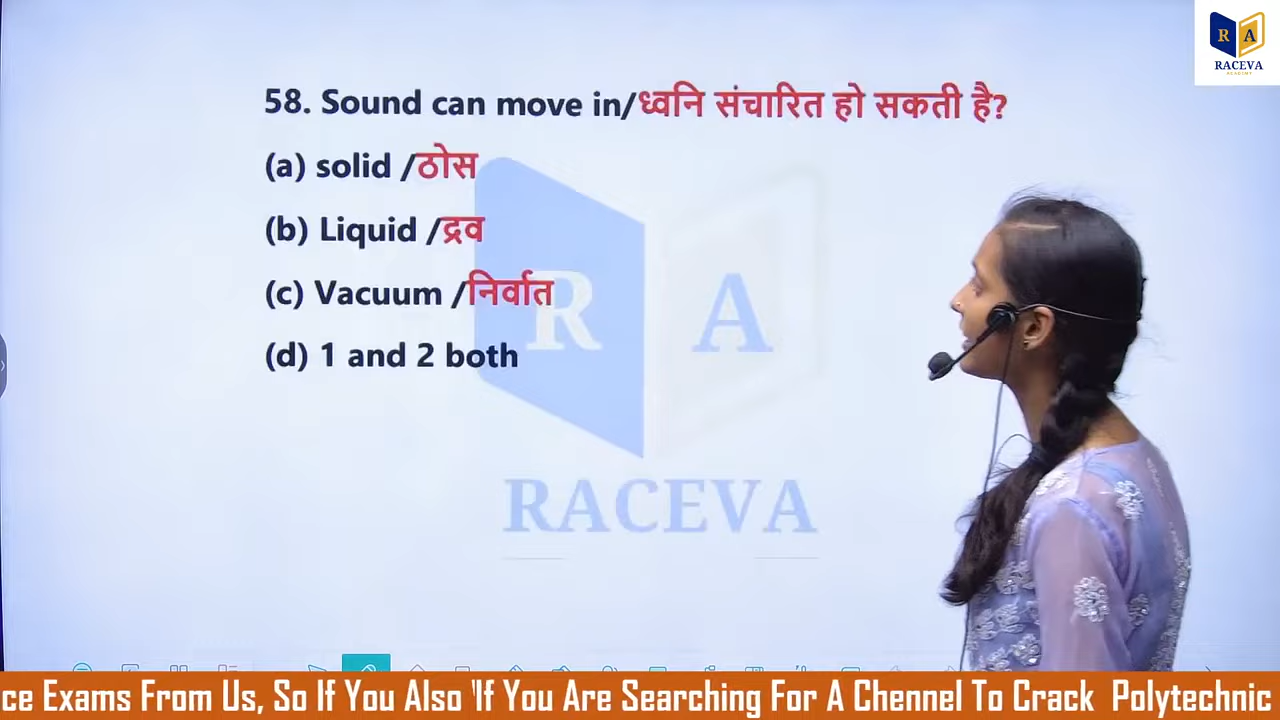 R A
RACEVA
ACADEMY
58. Sound can move in/ध्वनि संचारित हो सकती है?
(a) solid /ठोस
(b) Liquid /द्रव
(c) Vacuum /निर्वात
(d) 1 and 2 both
R A
RACEVA
ce Exams From Us, So If You Also 'If You Are Searching For A Chennel To Crack Polytechnic